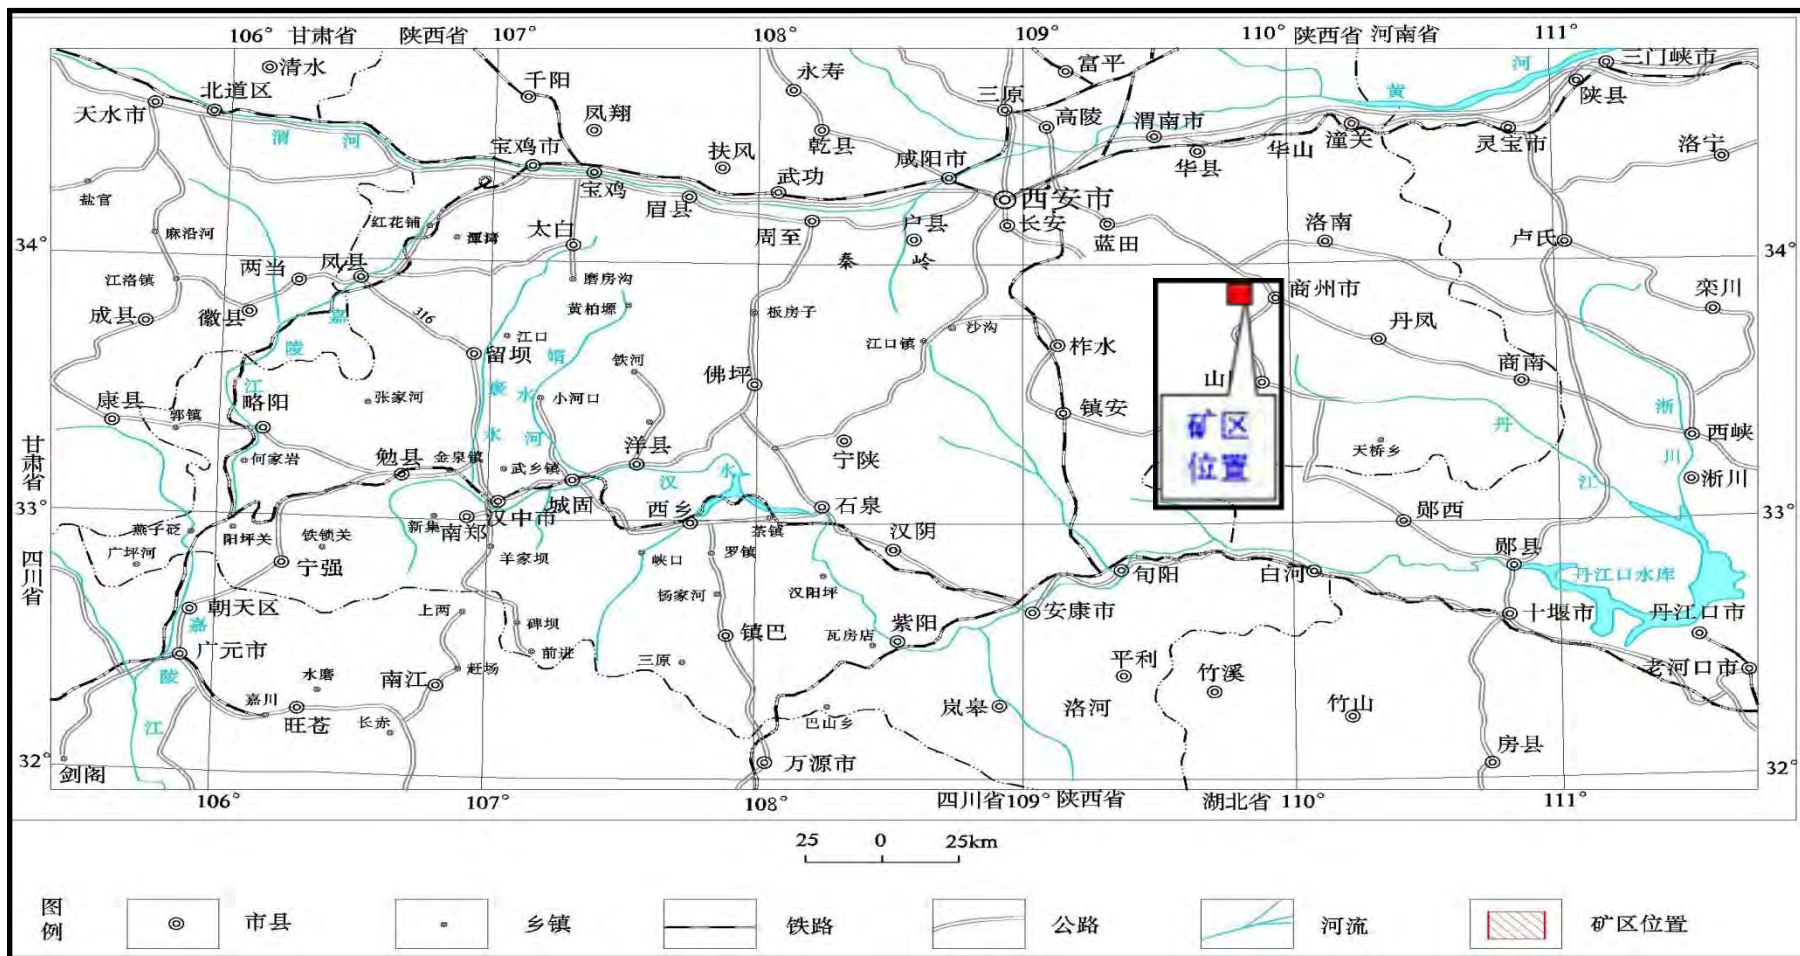 106° 甘肃省 陕西省 107° 108° 109° 110° 陕西省 河南省 111°
清水
北道区
天水市
千阳
凤翔
永寿
富平
三原
高陵
渭南市
黄
河
三门峡市
陕县
渭
河
宝鸡市
宝鸡
扶风
乾县
咸阳市
武功
华县
华山
潼关
灵宝市
洛宁
盐官
眉县
西安市
麻沿河
红花铺
太白
周至
户县
长安
蓝田
洛南
卢氏
34°
34°
秦
岭
江洛镇
两当
凤县
磨房沟
黄柏塬
板房子
商州市
栾川
成县
徽县
嘉
316
江口
沙沟
江口镇
丹凤
陵
留坝
铁河
湑
佛坪
柞水
商南
江
褒
水
小河口
张家河
山
康县
略阳
郭镇
镇安
矿区
位置
丹
淅
水
河
西峡
甘肃省
何家岩
勉县
金泉镇
武乡镇
洋县
宁陕
天桥乡
川
33°
城固
汉
水
江
淅川
33°
燕子砭
阳坪关
铁锁关
新集
南郑
汉中市
西乡
石泉
茶镇
汉阴
郧西
四川省
广坪河
宁强
羊家坝
峡口
罗镇
郧县
旬阳
白河
丹江口水库
朝天区
上两
杨家河
汉阳坪
安康市
十堰市
丹江口市
嘉
碑坝
镇巴
紫阳
广元市
前进
瓦房店
三原
平利
竹溪
老河口市
陵
水磨
南江
赶场
嘉川
旺苍
长赤
巴山乡
岚皋
洛河
竹山
江
房县
32°
剑阁
万源市
32°
106° 107° 108° 四川省 109° 陕西省 湖北省 110° 111°
25 0 25km
图例
市县 乡镇 铁路 公路 河流 矿区位置